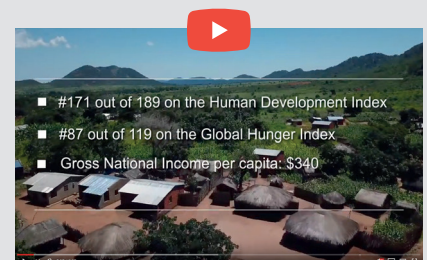 #171 out of 189 on the Human Development Index
#87 out of 119 on the Global Hunger Index
Gross National Income per capita: $340